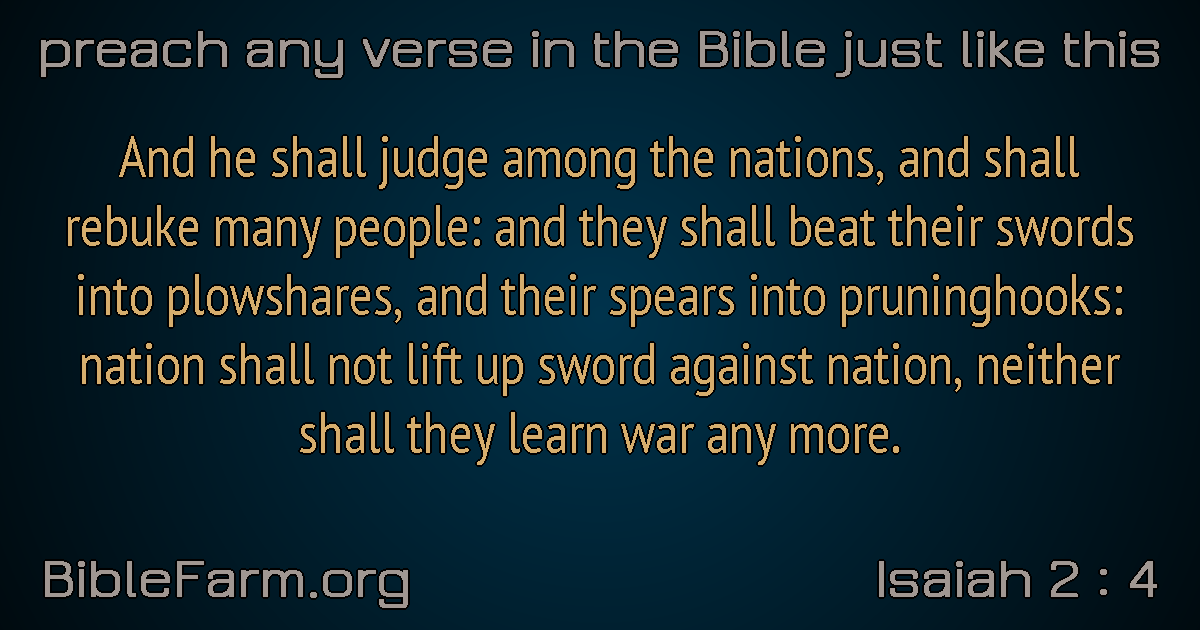 preach any verse in the Bible just like this
And he shall judge among the nations, and shall
rebuke many people: and they shall beat their swords
into plowshares, and their spears into pruninghooks:
nation shall not lift up sword against nation, neither
shall they learn war any more.
BibleFarm.org
Isaiah 2 : 4